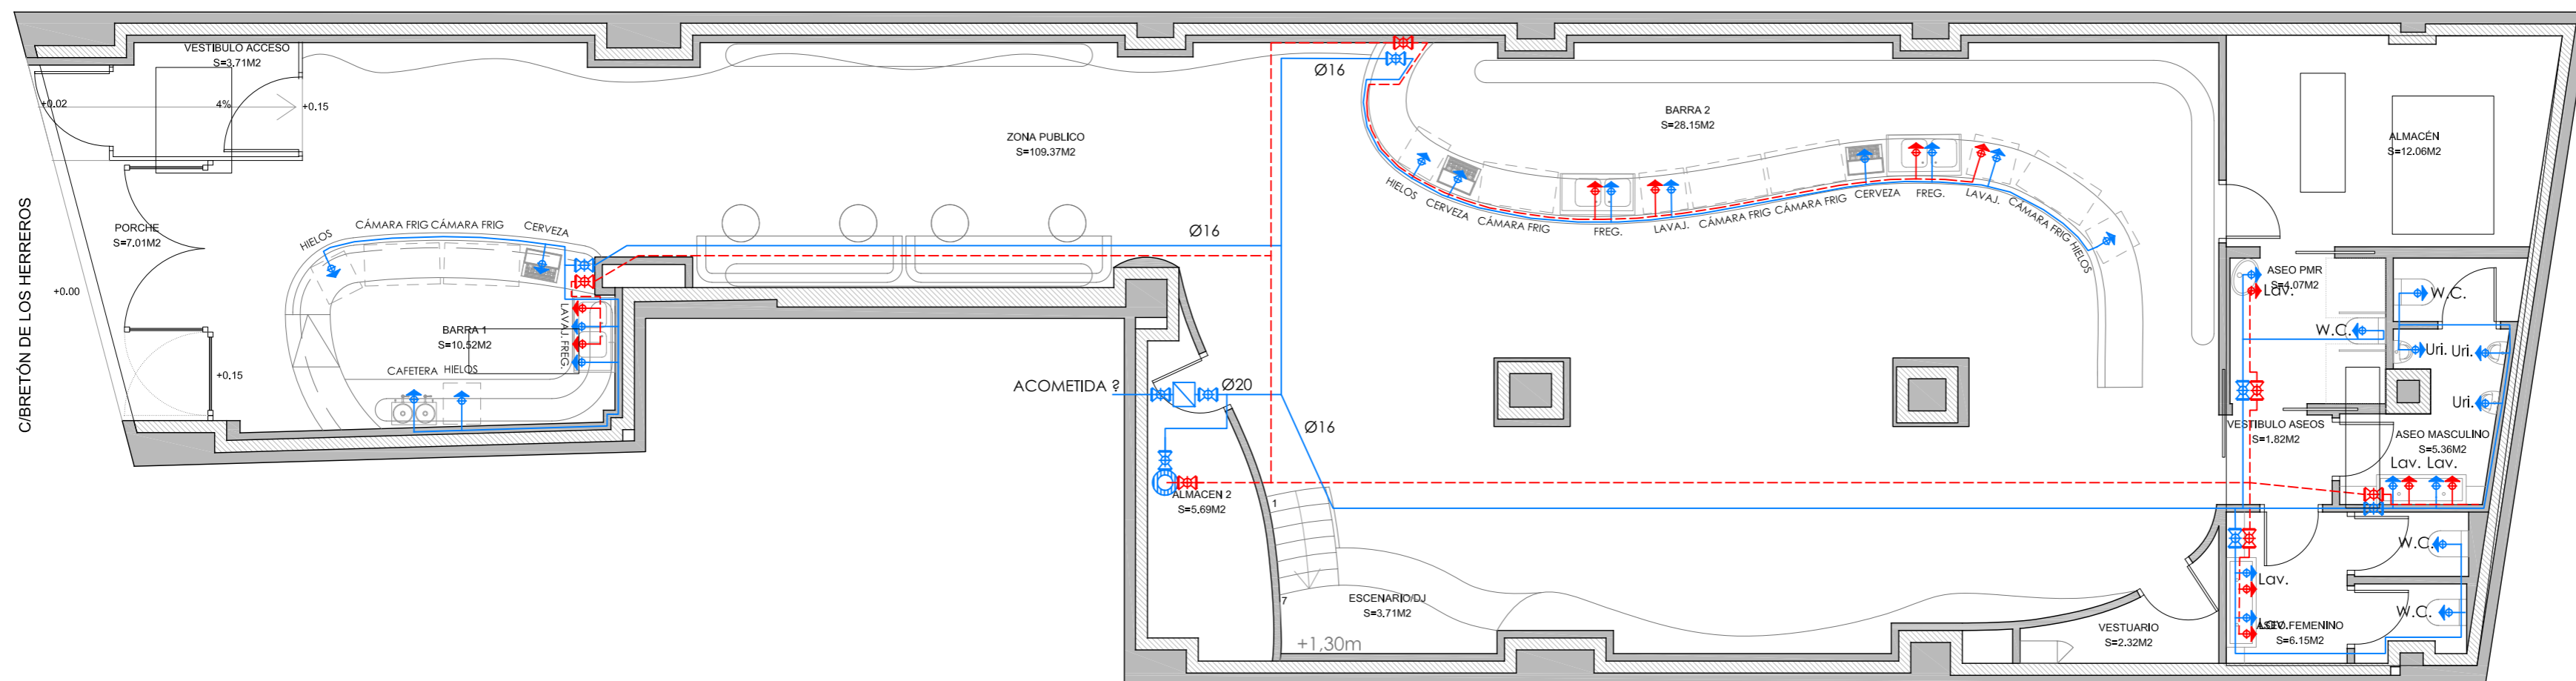 VESTIBULO ACCESO
S=3.71M2
+0.02
4%
+0.15
C/BRETÓN DE LOS HERREROS
PORCHE
S=7.01M2
+0.00
+0.15
HIELOS
CÁMARA FRIG
CÁMARA FRIG
CERVEZA
LAVAJ.
FREG.
BARRA 1
S=10.52M2
CAFETERA
HIELOS
ZONA PUBLICO
S=109.37M2
Ø16
Ø16
BARRA 2
S=28.15M2
HIELOS
CERVEZA
CÁMARA FRIG
FREG.
LAVAJ.
CÁMARA FRIG
CÁMARA FRIG
CERVEZA
FREG.
LAVAJ.
CÁMARA FRIG
HIELOS
ALMACÉN
S=12.06M2
ACOMETIDA ?
Ø20
Ø16
ALMACEN 2
S=5.69M2
1
7
ESCENARIO/DJ
S=3.71M2
+1,30m
VESTUARIO
S=2.32M2
ASEO PMR
S=4.07M2
Lav.
W.C.
W.C.
Uri.
Uri.
Uri.
VESTIBULO ASEOS
S=1.82M2
ASEO MASCULINO
S=5.36M2
Lav.
Lav.
W.C.
Lav.
W.C.
Lav.
ASEO FEMENINO
S=6.15M2